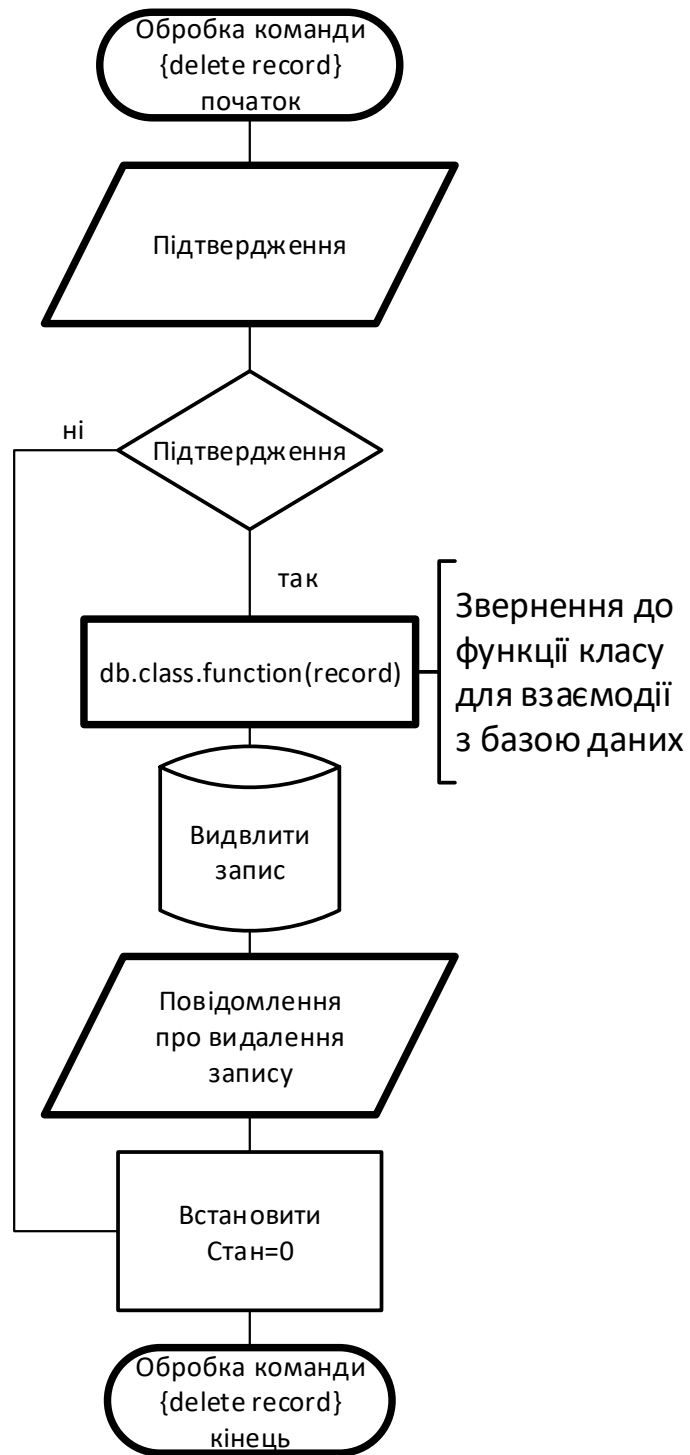 Обробка команди
{delete record}
початок
Підтвердження
ні
Підтвердження
так
db.class.function(record)
Звернення до
функції класу
для взаємодії
з базою даних
Видвлити
запис
Повідомлення
про видалення
запису
Встановити
Стан=0
Обробка команди
{delete record}
кінець